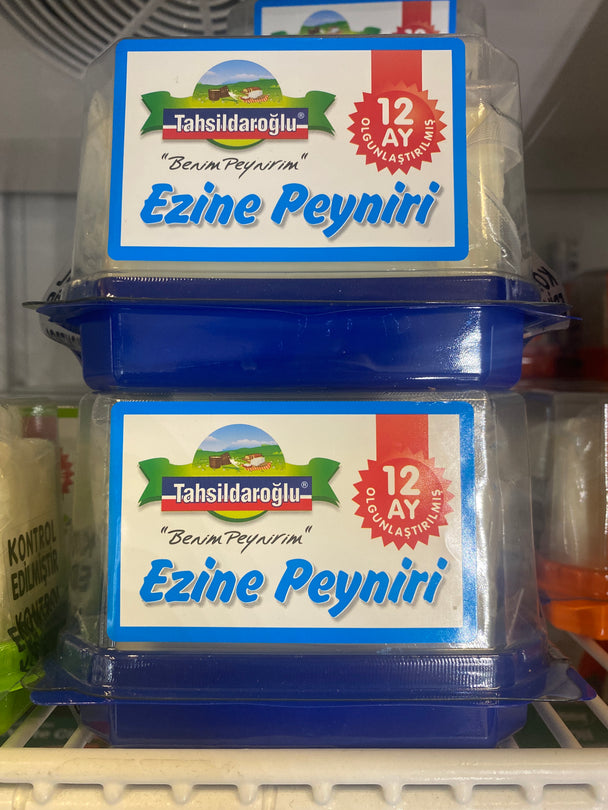 Tahsildaroğlu®
"Benim Peynirim"
Ezine Peyniri
12
AY
OLGUNLAŞTIRILMIŞ
Tahsildaroğlu®
"Benim Peynirim"
Ezine Peyniri
12
AY
OLGUNLAŞTIRILMIŞ
KONTROL
EDİLMİŞTİR
KONTROL